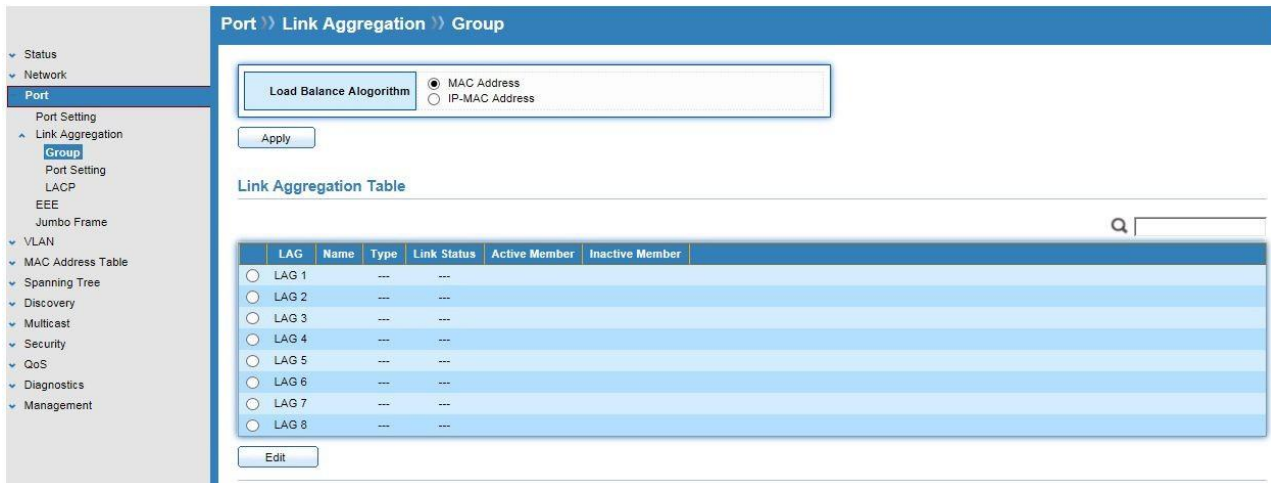 Port » Link Aggregation » Group
Status
Network
Port
Port Setting
Link Aggregation
Group
Port Setting
LACP
EEE
Jumbo Frame
VLAN
MAC Address Table
Spanning Tree
Discovery
Multicast
Security
QoS
Diagnostics
Management
Load Balance Alogorithm
MAC Address
IP-MAC Address
Apply
Link Aggregation Table
LAG Name Type Link Status Active Member Inactive Member
LAG 1 --- ---
LAG 2 --- ---
LAG 3 --- ---
LAG 4 --- ---
LAG 5 --- ---
LAG 6 --- ---
LAG 7 --- ---
LAG 8 --- ---
Edit